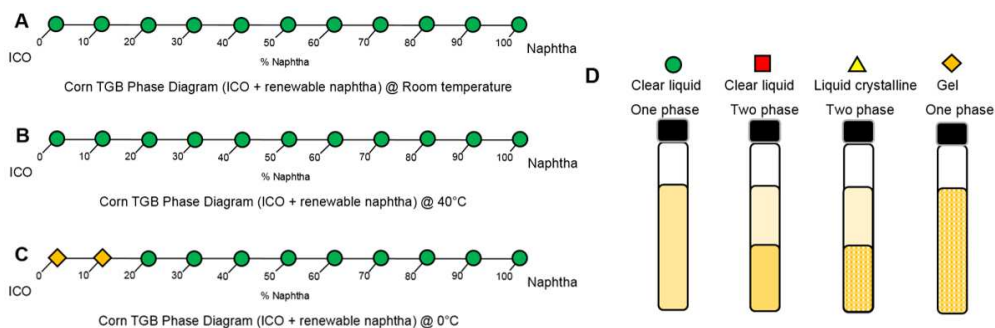 A
0 10 20 30 40 50 60 70 80 90 100
ICO
Naphtha
% Naphtha
Corn TGB Phase Diagram (ICO + renewable naphtha) @ Room temperature
B
0 10 20 30 40 50 60 70 80 90 100
ICO
Naphtha
% Naphtha
Corn TGB Phase Diagram (ICO + renewable naphtha) @ 40°C
C
0 10 20 30 40 50 60 70 80 90 100
ICO
Naphtha
% Naphtha
Corn TGB Phase Diagram (ICO + renewable naphtha) @ 0°C
D
Clear liquid Clear liquid Liquid crystalline Gel
One phase Two phase Two phase One phase